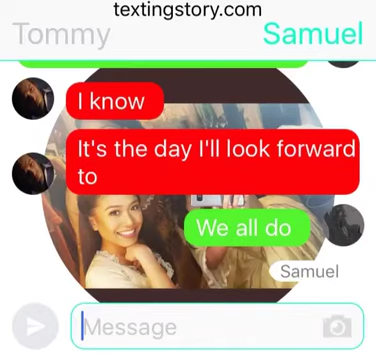 textingstory.com
Tommy
Samuel
I know
It's the day I'll look forward
to
We all do
Samuel
Message